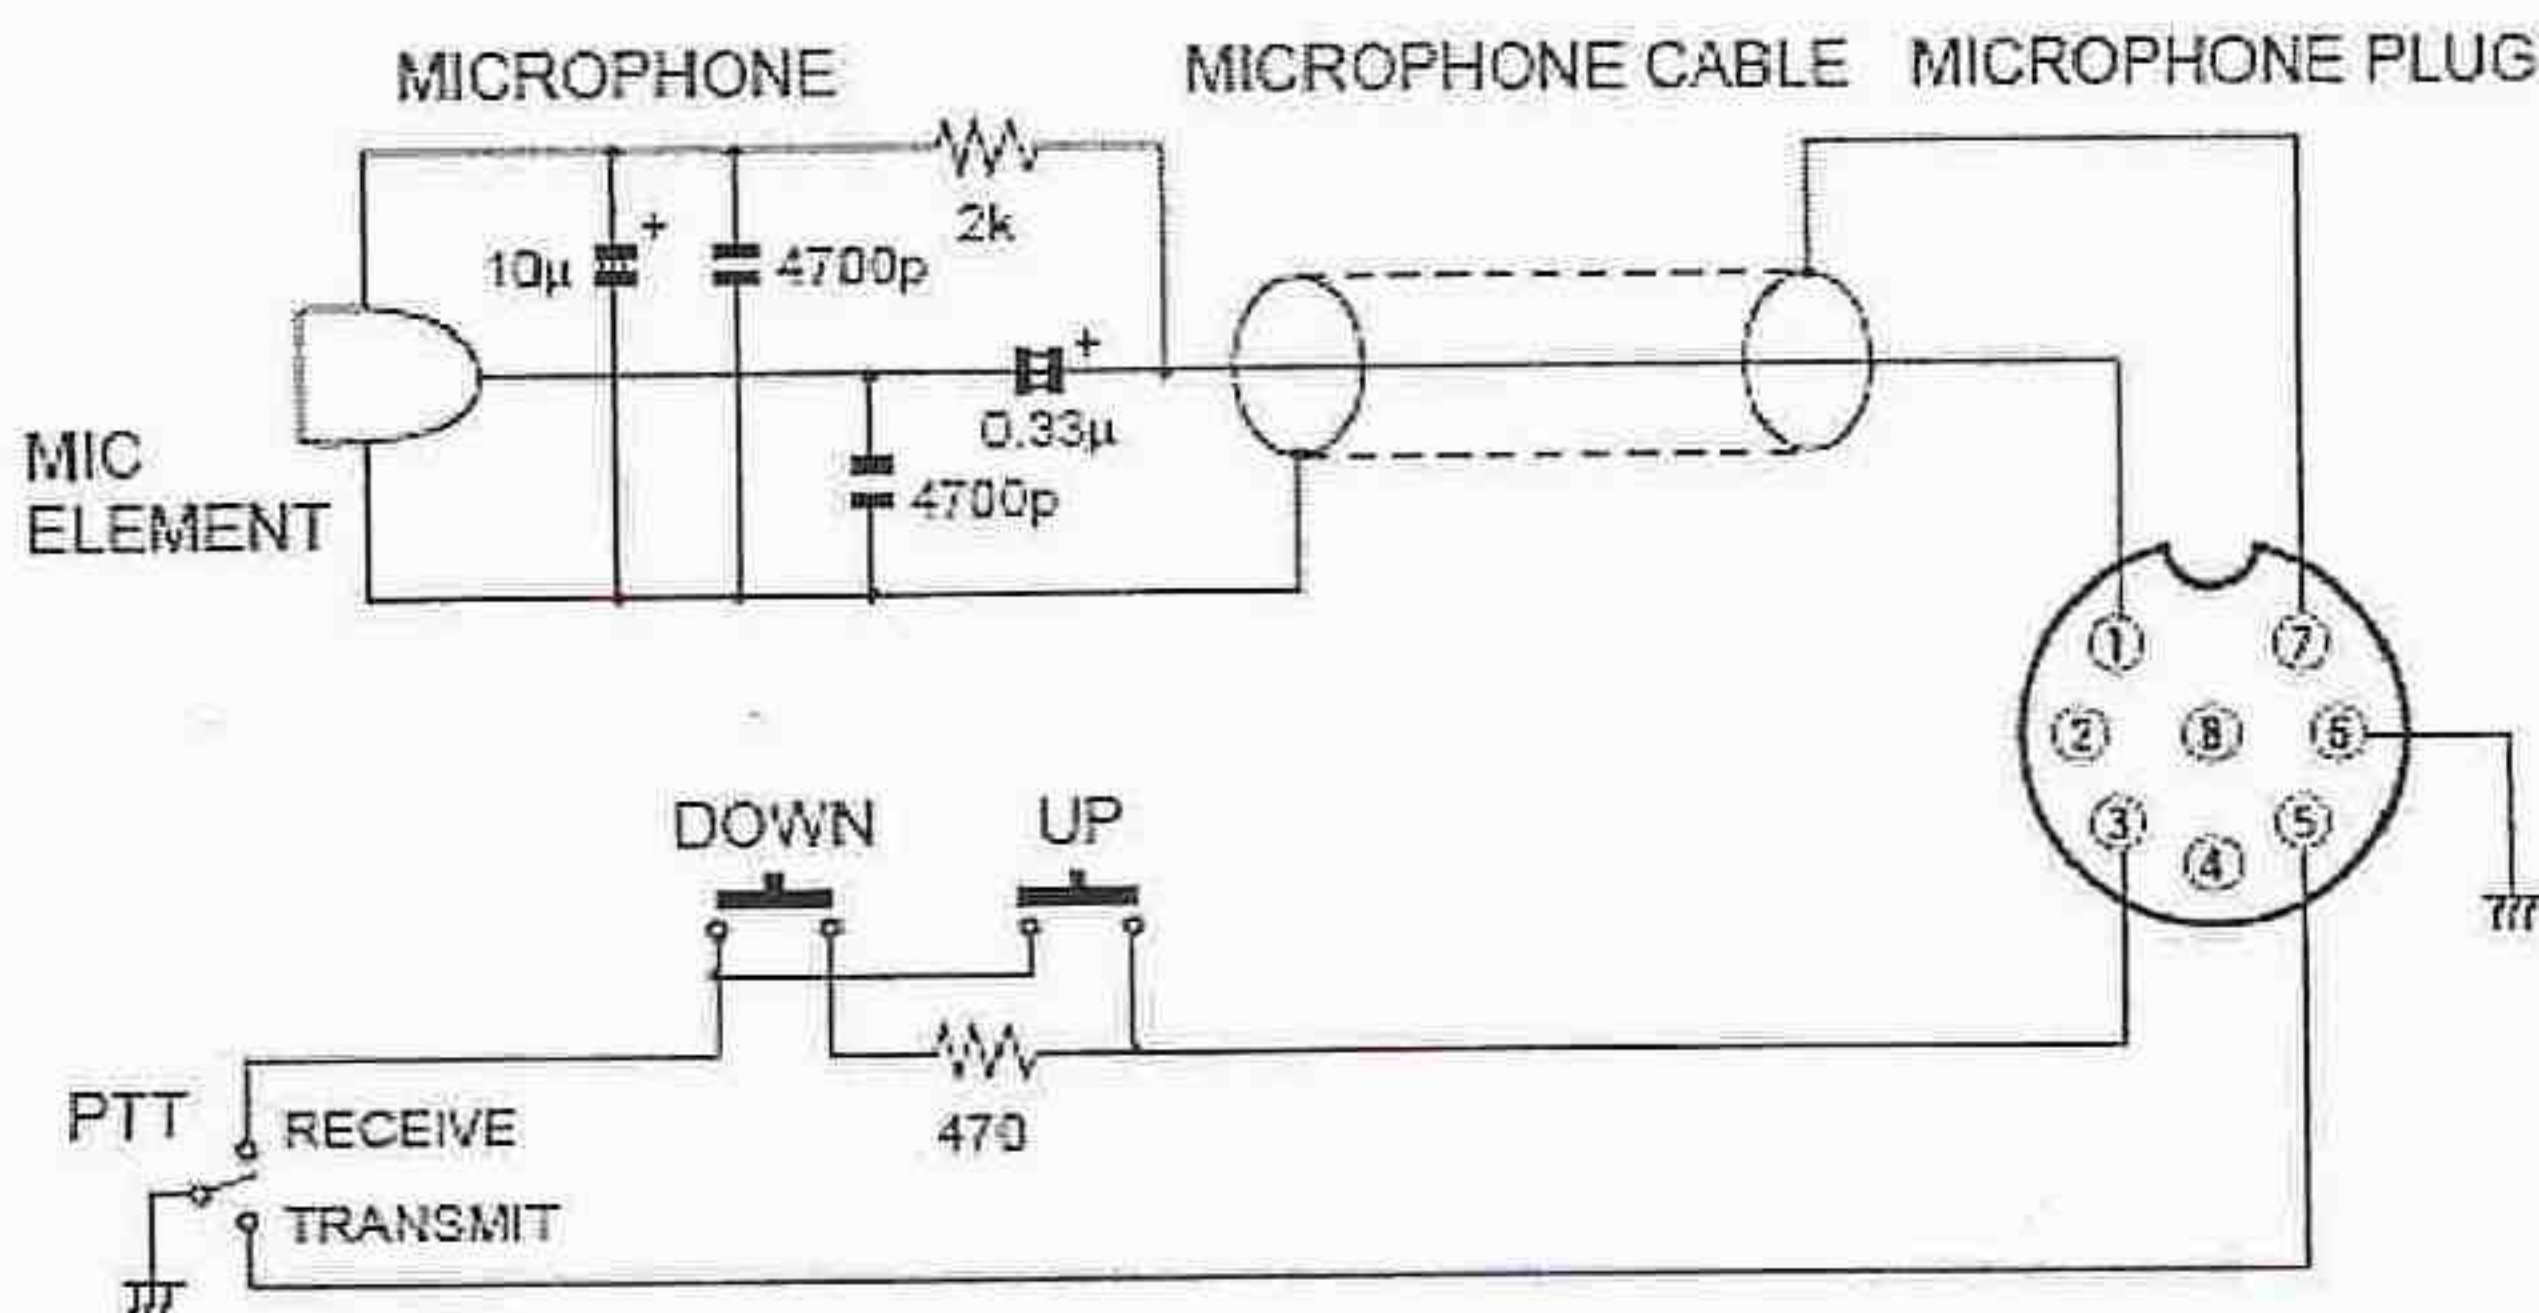 MICROPHONE
MICROPHONE CABLE
MICROPHONE PLUG
2k
+
10µ
4700p
+
0.33µ
MIC
ELEMENT
4700p
1
7
2
8
6
3
5
4
DOWN
UP
PTT
RECEIVE
470
TRANSMIT